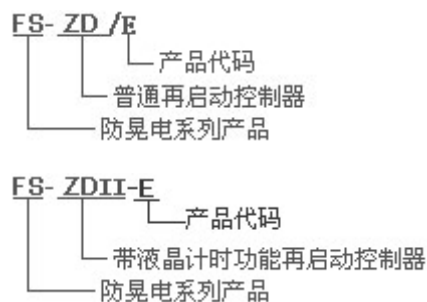 FS- ZD /E
产品代码
普通再启动控制器
防晃电系列产品
FS- ZDII-E
产品代码
带液晶计时功能再启动控制器
防晃电系列产品